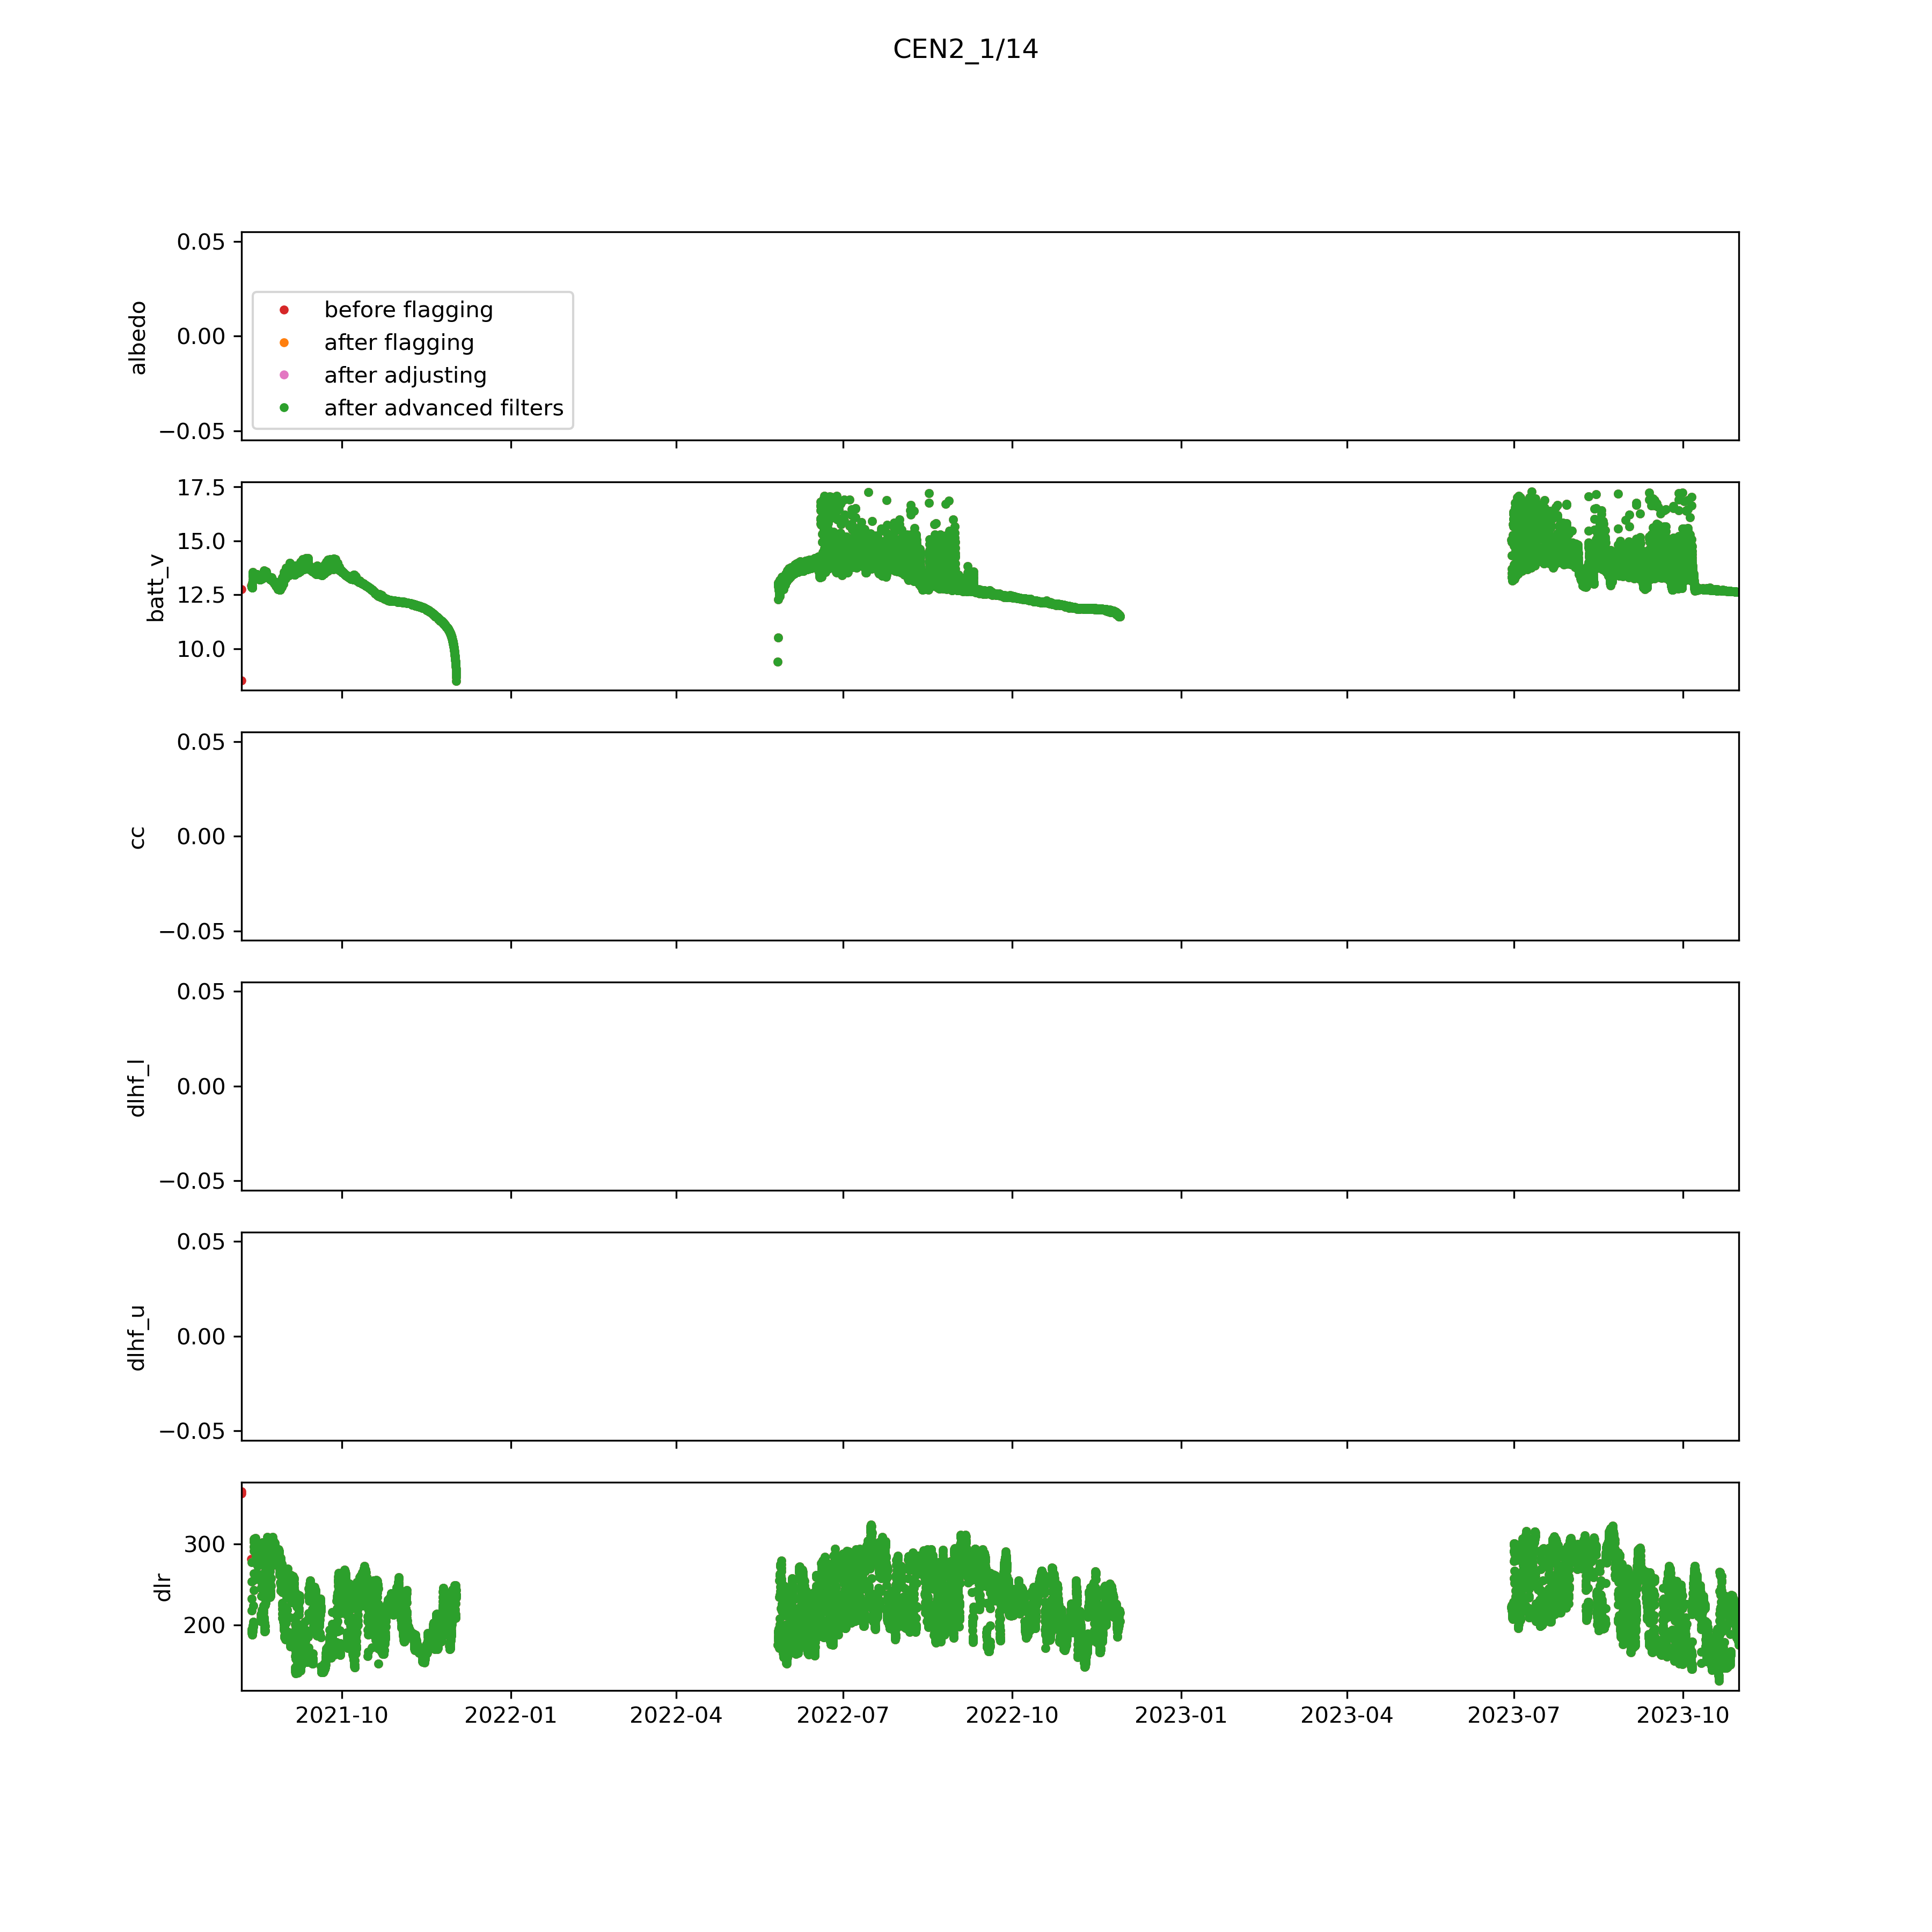 CEN2_1/14
0.05
0.00
−0.05
albedo
before flagging
after flagging
after adjusting
after advanced filters
17.5
15.0
12.5
10.0
batt_v
0.05
0.00
−0.05
cc
0.05
0.00
−0.05
dlhf_l
0.05
0.00
−0.05
dlhf_u
300
200
dlr
2021-10 2022-01 2022-04 2022-07 2022-10 2023-01 2023-04 2023-07 2023-10